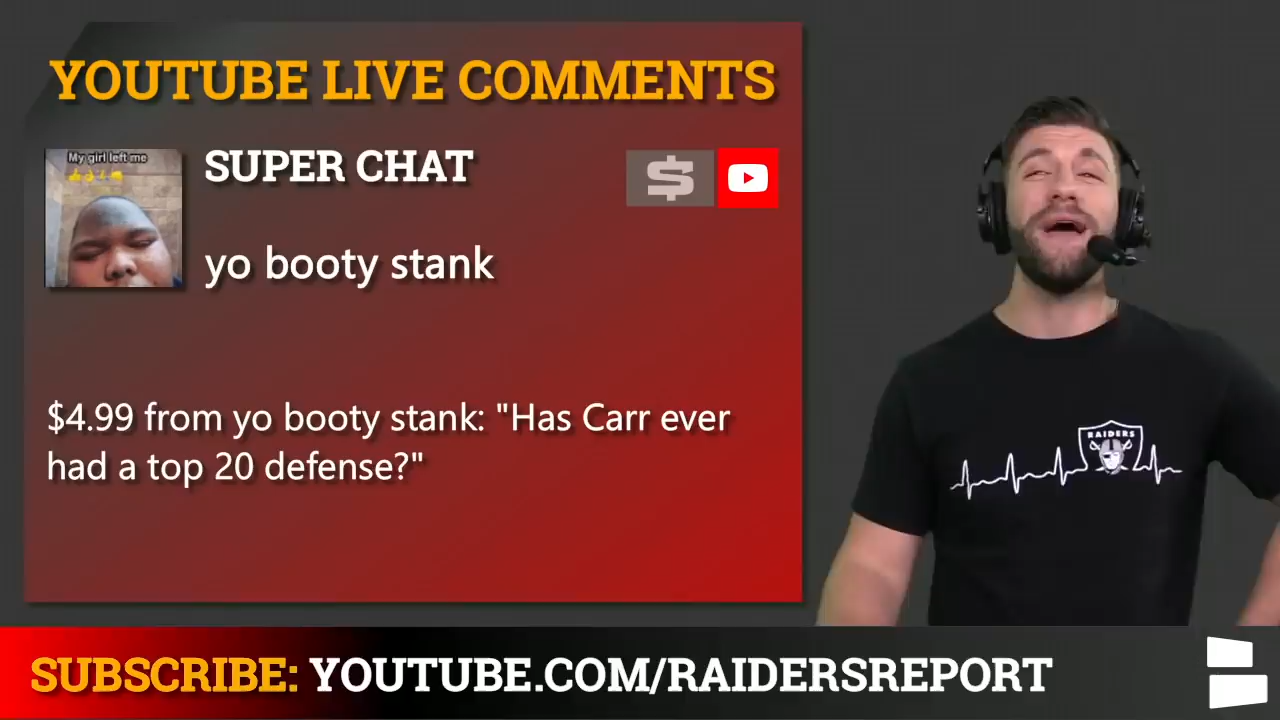 YOUTUBE LIVE COMMENTS
My girl left me
SUPER CHAT
yo booty stank
$4.99 from yo booty stank: "Has Carr ever
had a top 20 defense?"
RAIDERS
SUBSCRIBE: YOUTUBE.COM/RAIDERSREPORT